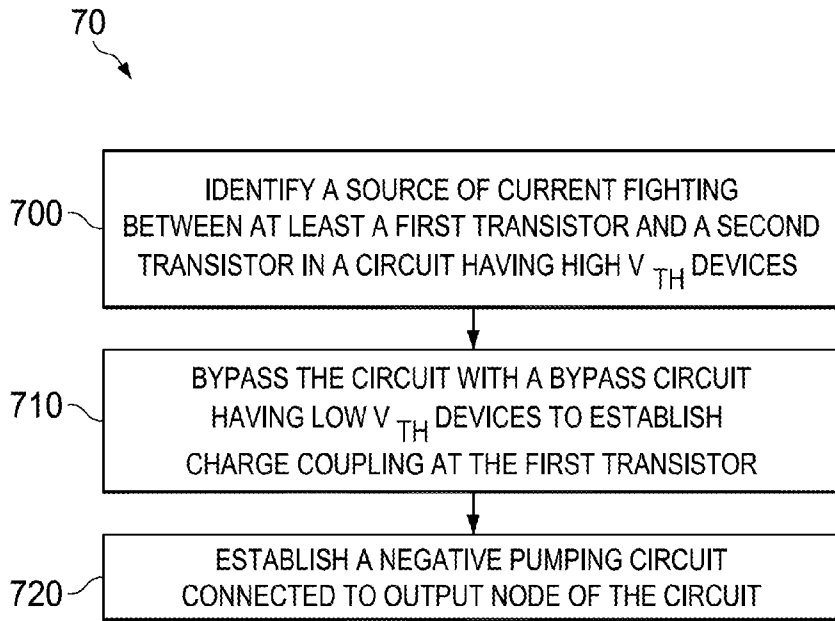 70
700
IDENTIFY A SOURCE OF CURRENT FIGHTING
BETWEEN AT LEAST A FIRST TRANSISTOR AND A SECOND
TRANSISTOR IN A CIRCUIT HAVING HIGH V TH DEVICES
710
BYPASS THE CIRCUIT WITH A BYPASS CIRCUIT
HAVING LOW V TH DEVICES TO ESTABLISH
CHARGE COUPLING AT THE FIRST TRANSISTOR
720
ESTABLISH A NEGATIVE PUMPING CIRCUIT
CONNECTED TO OUTPUT NODE OF THE CIRCUIT